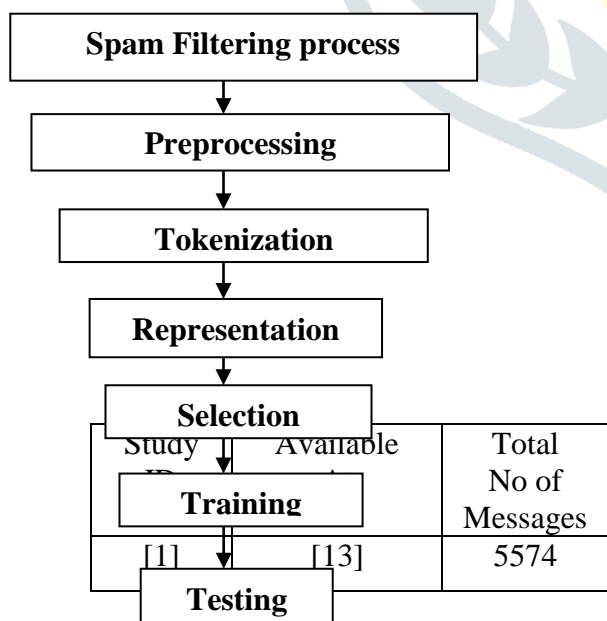 Spam Filtering process
Preprocessing
Tokenization
Representation
Selection
Study Available Total
No of
Training
Messages
[1] [13] 5574
Testing